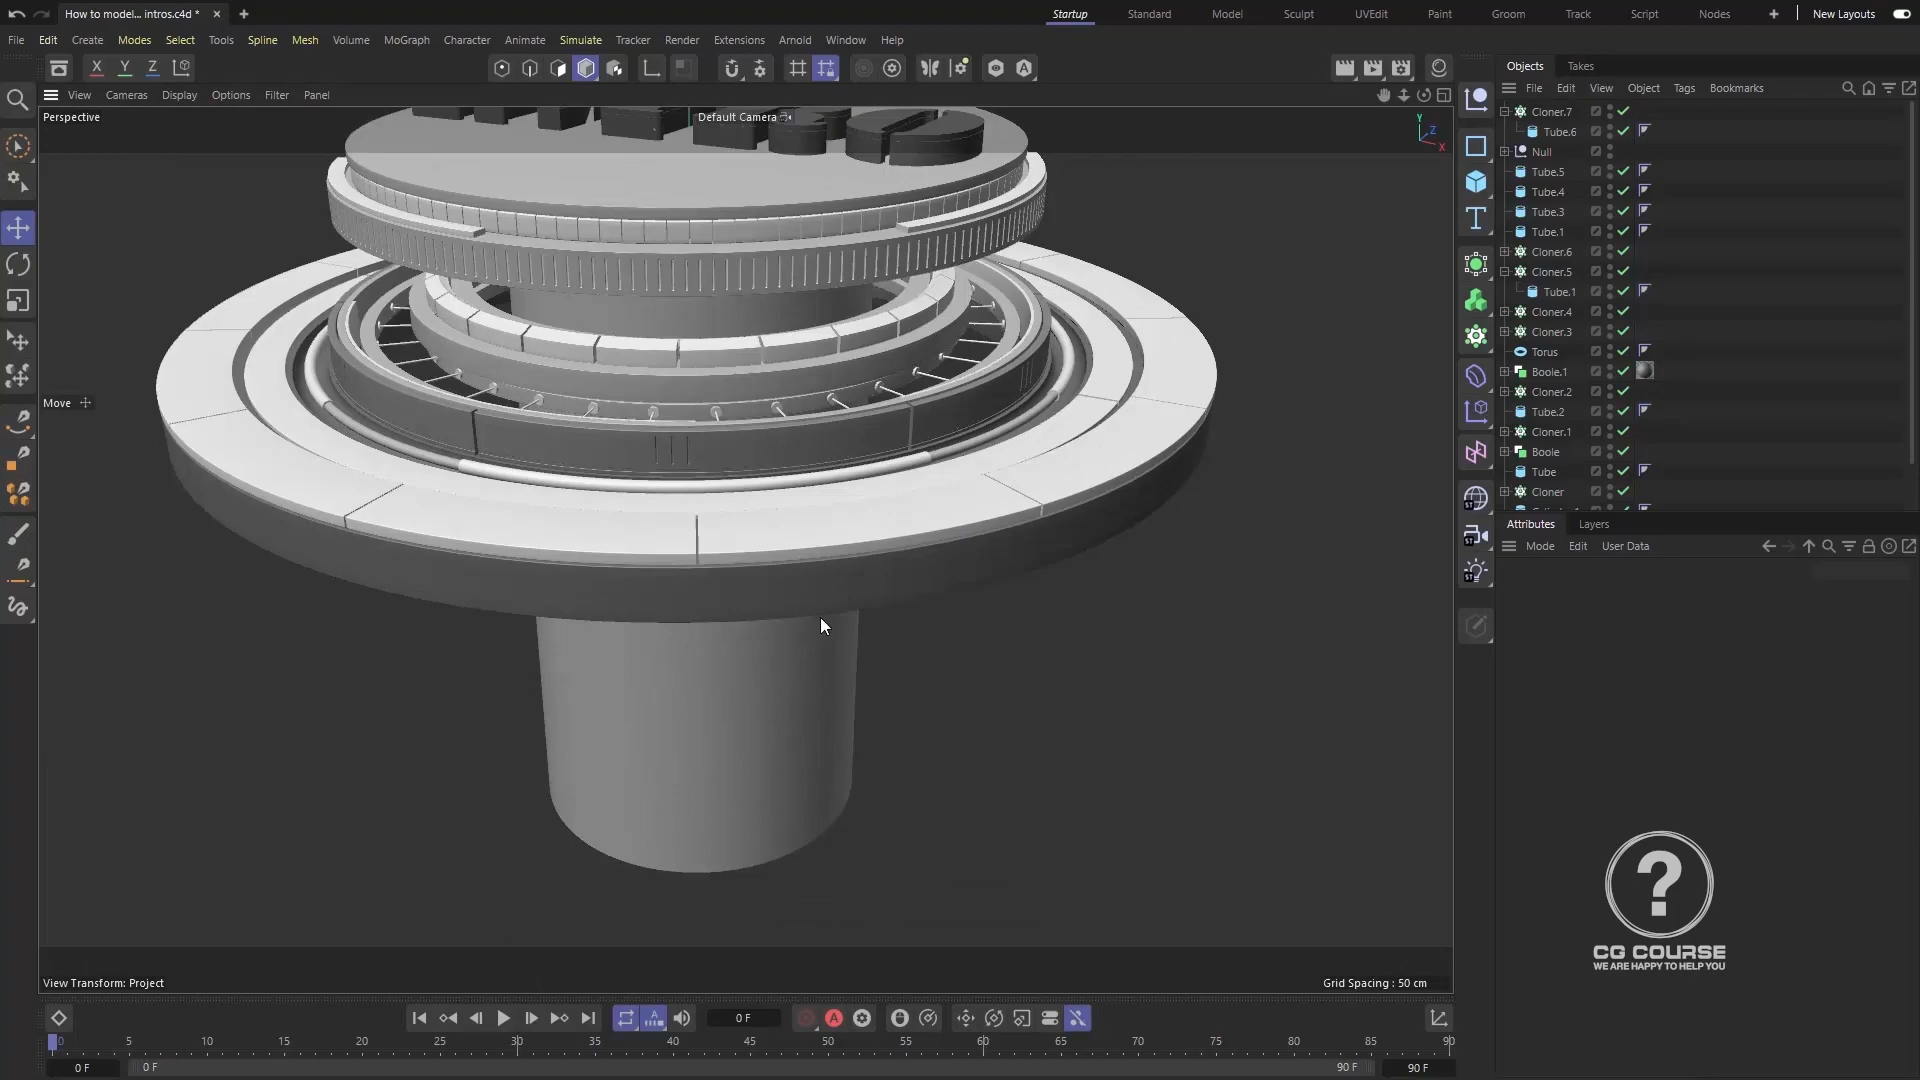 How to model... intros.c4d *
Startup Standard Model Sculpt UVEdit Paint Groom Track Script Nodes New Layouts
File Edit Create Modes Select Tools Spline Mesh Volume MoGraph Character Animate Simulate Tracker Render Extensions Arnold Window Help
X Y Z
Objects Takes
File Edit View Object Tags Bookmarks
View Cameras Display Options Filter Panel
Perspective
Default Camera
Y
Z
X
Move
Cloner.7
Tube.6
Null
Tube.5
Tube.4
Tube.3
Tube.1
Cloner.6
Cloner.5
Tube.1
Cloner.4
Cloner.3
Torus
Boole.1
Cloner.2
Tube.2
Cloner.1
Boole
Tube
Cloner
Attributes Layers
Mode Edit User Data
CG COURSE
WE ARE HAPPY TO HELP YOU
View Transform: Project
Grid Spacing : 50 cm
0 F
0 5 10 15 20 25 30 35 40 45 50 55 60 65 70 75 80 85 90
0 F 0 F 90 F 90 F